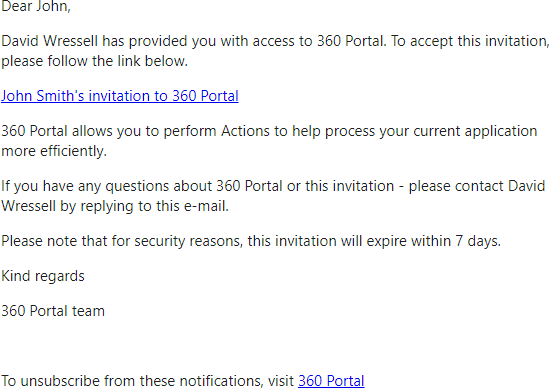 Dear John,
David Wressell has provided you with access to 360 Portal. To accept this invitation,
please follow the link below.
John Smith's invitation to 360 Portal
360 Portal allows you to perform Actions to help process your current application
more efficiently.
If you have any questions about 360 Portal or this invitation - please contact David
Wressell by replying to this e-mail.
Please note that for security reasons, this invitation will expire within 7 days.
Kind regards
360 Portal team
To unsubscribe from these notifications, visit 360 Portal